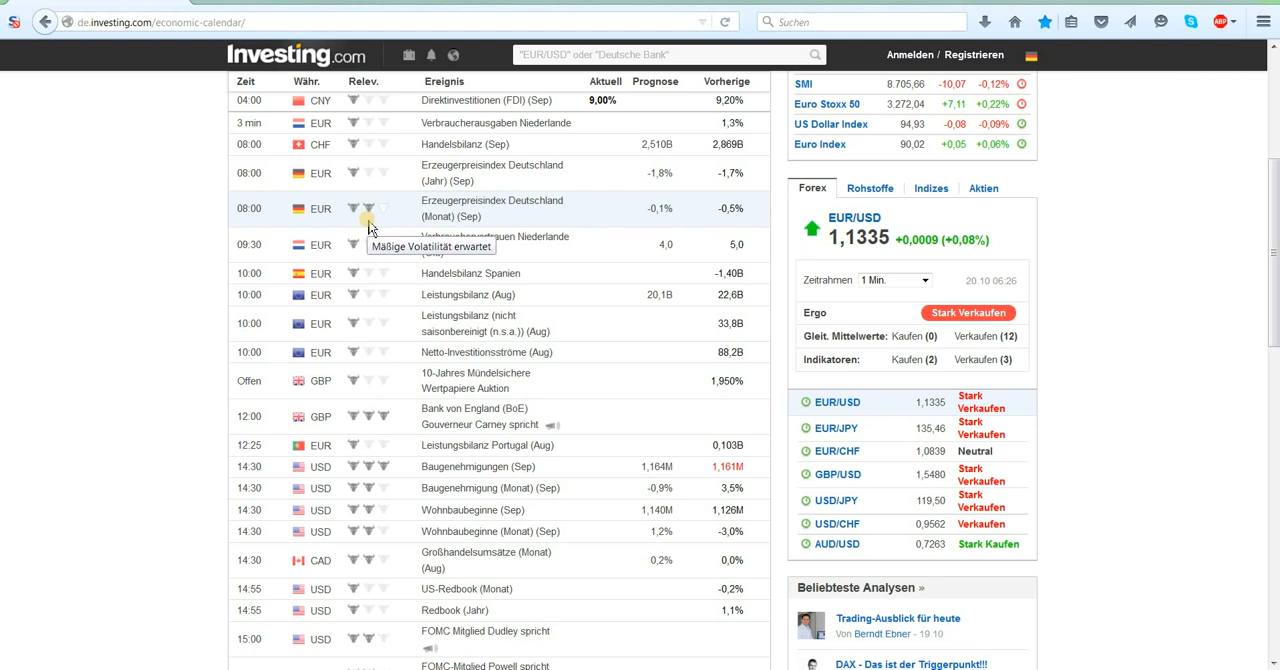 de.investing.com/economic-calendar/
Suchen
ABP
Investing.com
"EUR/USD" oder "Deutsche Bank"
Anmelden / Registrieren
Zeit Währ. Relev. Ereignis Aktuell Prognose Vorherige
04:00 CNY Direktinvestitionen (FDI) (Sep) 9,00% 9,20%
3 min EUR Verbraucherausgaben Niederlande 1,3%
08:00 CHF Handelsbilanz (Sep) 2,510B 2,869B
08:00 EUR Erzeugerpreisindex Deutschland
(Jahr) (Sep) -1,8% -1,7%
08:00 EUR Erzeugerpreisindex Deutschland
(Monat) (Sep) -0,1% -0,5%
Mäßige Volatilität erwartet
09:30 EUR Verbrauchervertrauen Niederlande 4,0 5,0
10:00 EUR Handelsbilanz Spanien -1,40B
10:00 EUR Leistungsbilanz (Aug) 20,1B 22,6B
10:00 EUR Leistungsbilanz (nicht
saisonbereinigt (n.s.a.)) (Aug) 33,8B
10:00 EUR Netto-Investitionsströme (Aug) 88,2B
Offen GBP 10-Jahres Mündelsichere
Wertpapiere Auktion 1,950%
12:00 GBP Bank von England (BoE)
Gouverneur Carney spricht
12:25 EUR Leistungsbilanz Portugal (Aug) 0,103B
14:30 USD Baugenehmigungen (Sep) 1,164M 1,161M
14:30 USD Baugenehmigung (Monat) (Sep) -0,9% 3,5%
14:30 USD Wohnbaubeginne (Sep) 1,140M 1,126M
14:30 USD Wohnbaubeginne (Monat) (Sep) 1,2% -3,0%
14:30 CAD Großhandelsumsätze (Monat)
(Aug) 0,2% 0,0%
14:55 USD US-Redbook (Monat) -0,2%
14:55 USD Redbook (Jahr) 1,1%
15:00 USD FOMC Mitglied Dudley spricht
FOMC-Mitglied Powell spricht
SMI 8.705,66 -10,07 -0,12%
Euro Stoxx 50 3.272,04 +7,11 +0,22%
US Dollar Index 94,93 -0,08 -0,09%
Euro Index 90,02 +0,05 +0,06%
Forex Rohstoffe Indizes Aktien
EUR/USD
1,1335 +0,0009 (+0,08%)
Zeitrahmen 1 Min. 20.10 06:26
Ergo Stark Verkaufen
Gleit. Mittelwerte: Kaufen (0) Verkaufen (12)
Indikatoren: Kaufen (2) Verkaufen (3)
EUR/USD 1,1335 Stark
Verkaufen
EUR/JPY 135,46 Stark
Verkaufen
EUR/CHF 1,0839 Neutral
GBP/USD 1,5480 Stark
Verkaufen
USD/JPY 119,50 Stark
Verkaufen
USD/CHF 0,9562 Verkaufen
AUD/USD 0,7263 Stark Kaufen
Beliebteste Analysen »
Trading-Ausblick für heute
Von Berndt Ebner - 19.10
DAX - Das ist der Triggerpunkt!!!